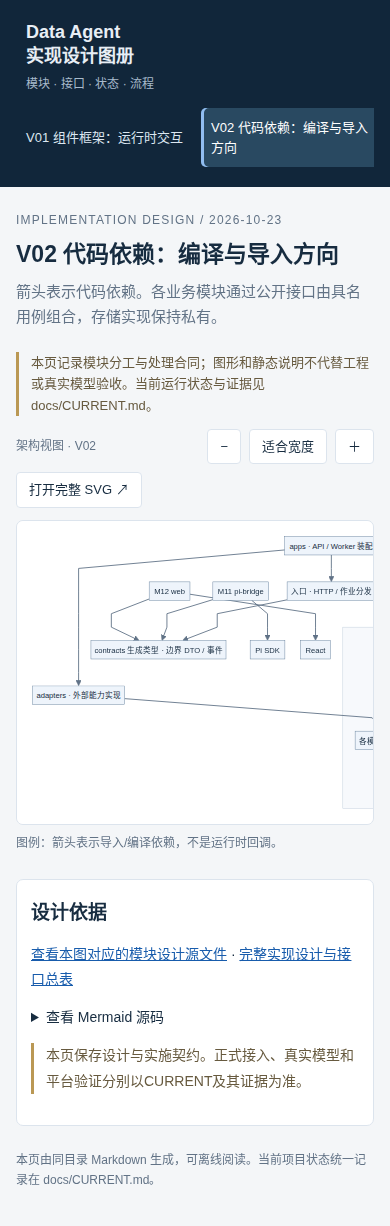 Data Agent
实现设计图册
模块 · 接口 · 状态 · 流程
V01 组件框架：运行时交互
V02 代码依赖：编译与导入
方向
IMPLEMENTATION DESIGN / 2026-10-23
V02 代码依赖：编译与导入方向
箭头表示代码依赖。各业务模块通过公开接口由具名
用例组合，存储实现保持私有。
本页记录模块分工与处理合同；图形和静态说明不代替工程
或真实模型验收。当前运行状态与证据见
docs/CURRENT.md。
架构视图 · V02
−
适合宽度
＋
打开完整 SVG ↗
apps · API / Worker 装配
M12 web
M11 pi-bridge
入口 · HTTP / 作业分发
contracts 生成类型 · 边界 DTO / 事件
Pi SDK
React
adapters · 外部能力实现
各模
图例：箭头表示导入/编译依赖，不是运行时回调。
设计依据
查看本图对应的模块设计源文件 · 完整实现设计与接
口总表
▶ 查看 Mermaid 源码
本页保存设计与实施契约。正式接入、真实模型和
平台验证分别以CURRENT及其证据为准。
本页由同目录 Markdown 生成，可离线阅读。当前项目状态统一记
录在 docs/CURRENT.md。